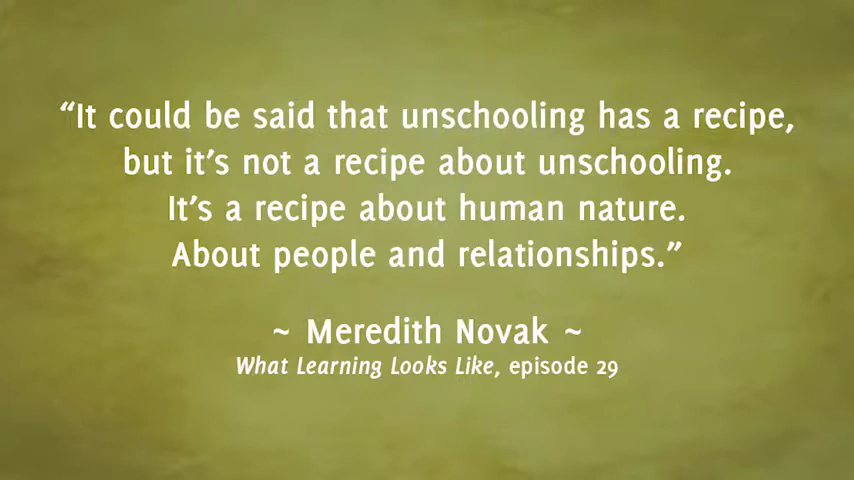 “It could be said that unschooling has a recipe,
but it’s not a recipe about unschooling.
It’s a recipe about human nature.
About people and relationships.”
~ Meredith Novak ~
What Learning Looks Like, episode 29